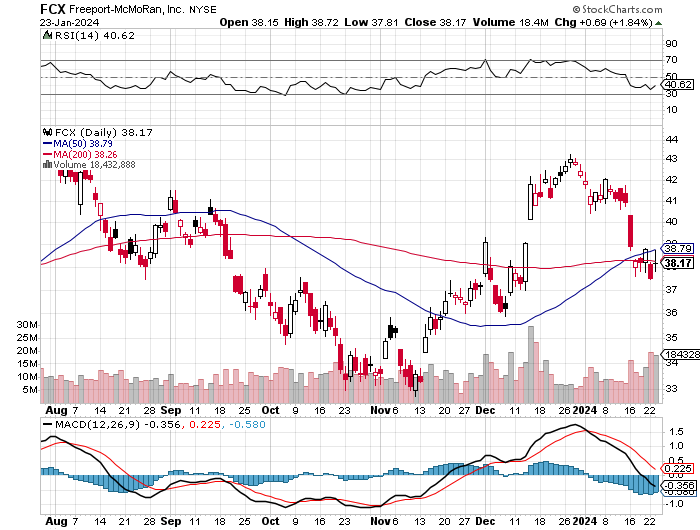 FCX Freeport-McMoRan, Inc. NYSE © StockCharts.com
23-Jan-2024 Open 38.15 High 38.72 Low 37.81 Close 38.17 Volume 18.4M Chg +0.69 (+1.84%)
RSI(14) 40.62
90
70
50
40.62
30
10
FCX (Daily) 38.17
MA(50) 38.79
MA(200) 38.26
Volume 18,432,888
44
43
42
41
40
39
38.79
38.17
38
37
36
35
34
33
30M
25M
20M
15M
10M
5M
184328
Aug 7 14 21 28 Sep 11 18 25 Oct 9 16 23 Nov 6 13 20 27 Dec 11 18 26 2024 8 16 22
MACD(12,26,9) -0.356, 0.225, -0.580
1.5
1.0
0.5
0.225
0.0
-0.356
-0.580
-1.0
Aug 7 14 21 28 Sep 11 18 25 Oct 9 16 23 Nov 6 13 20 27 Dec 11 18 26 2024 8 16 22